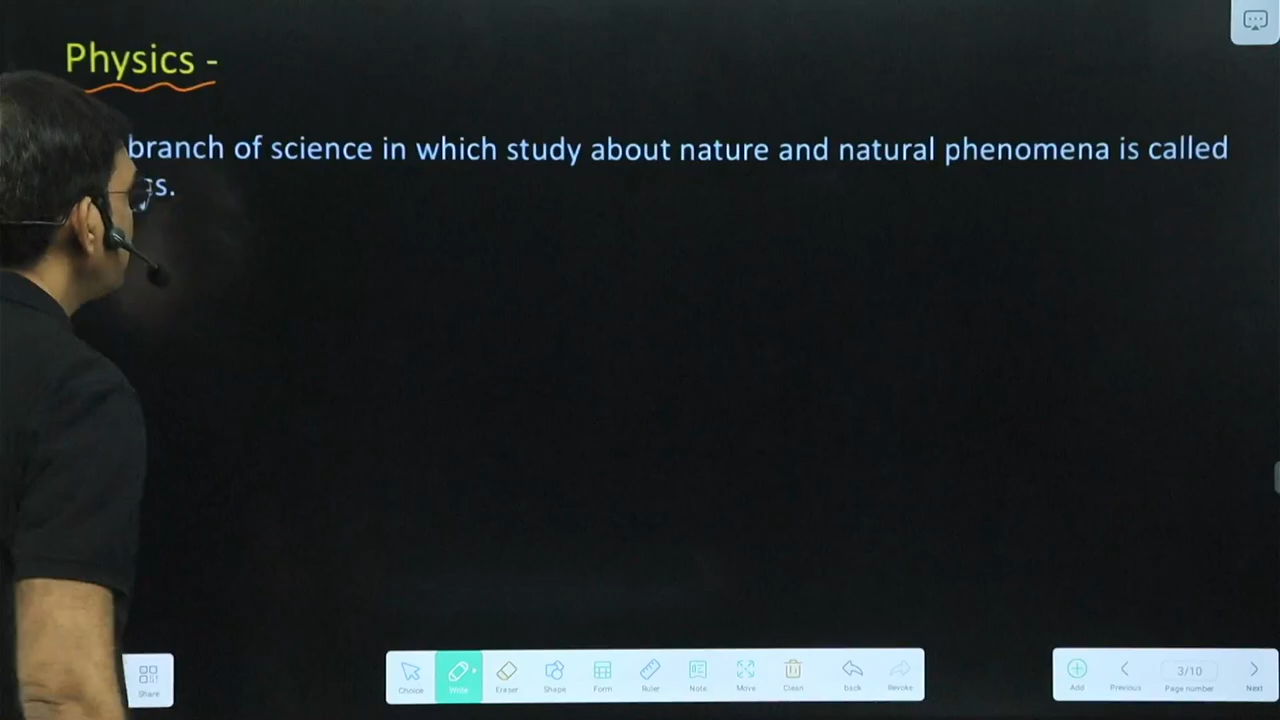 Physics -
branch of science in which study about nature and natural phenomena is called
Share
Choice
Write
Eraser
Shape
Form
Ruler
Note
Move
Clean
back
Revoke
Add
Previous
3/10
Page number
Next